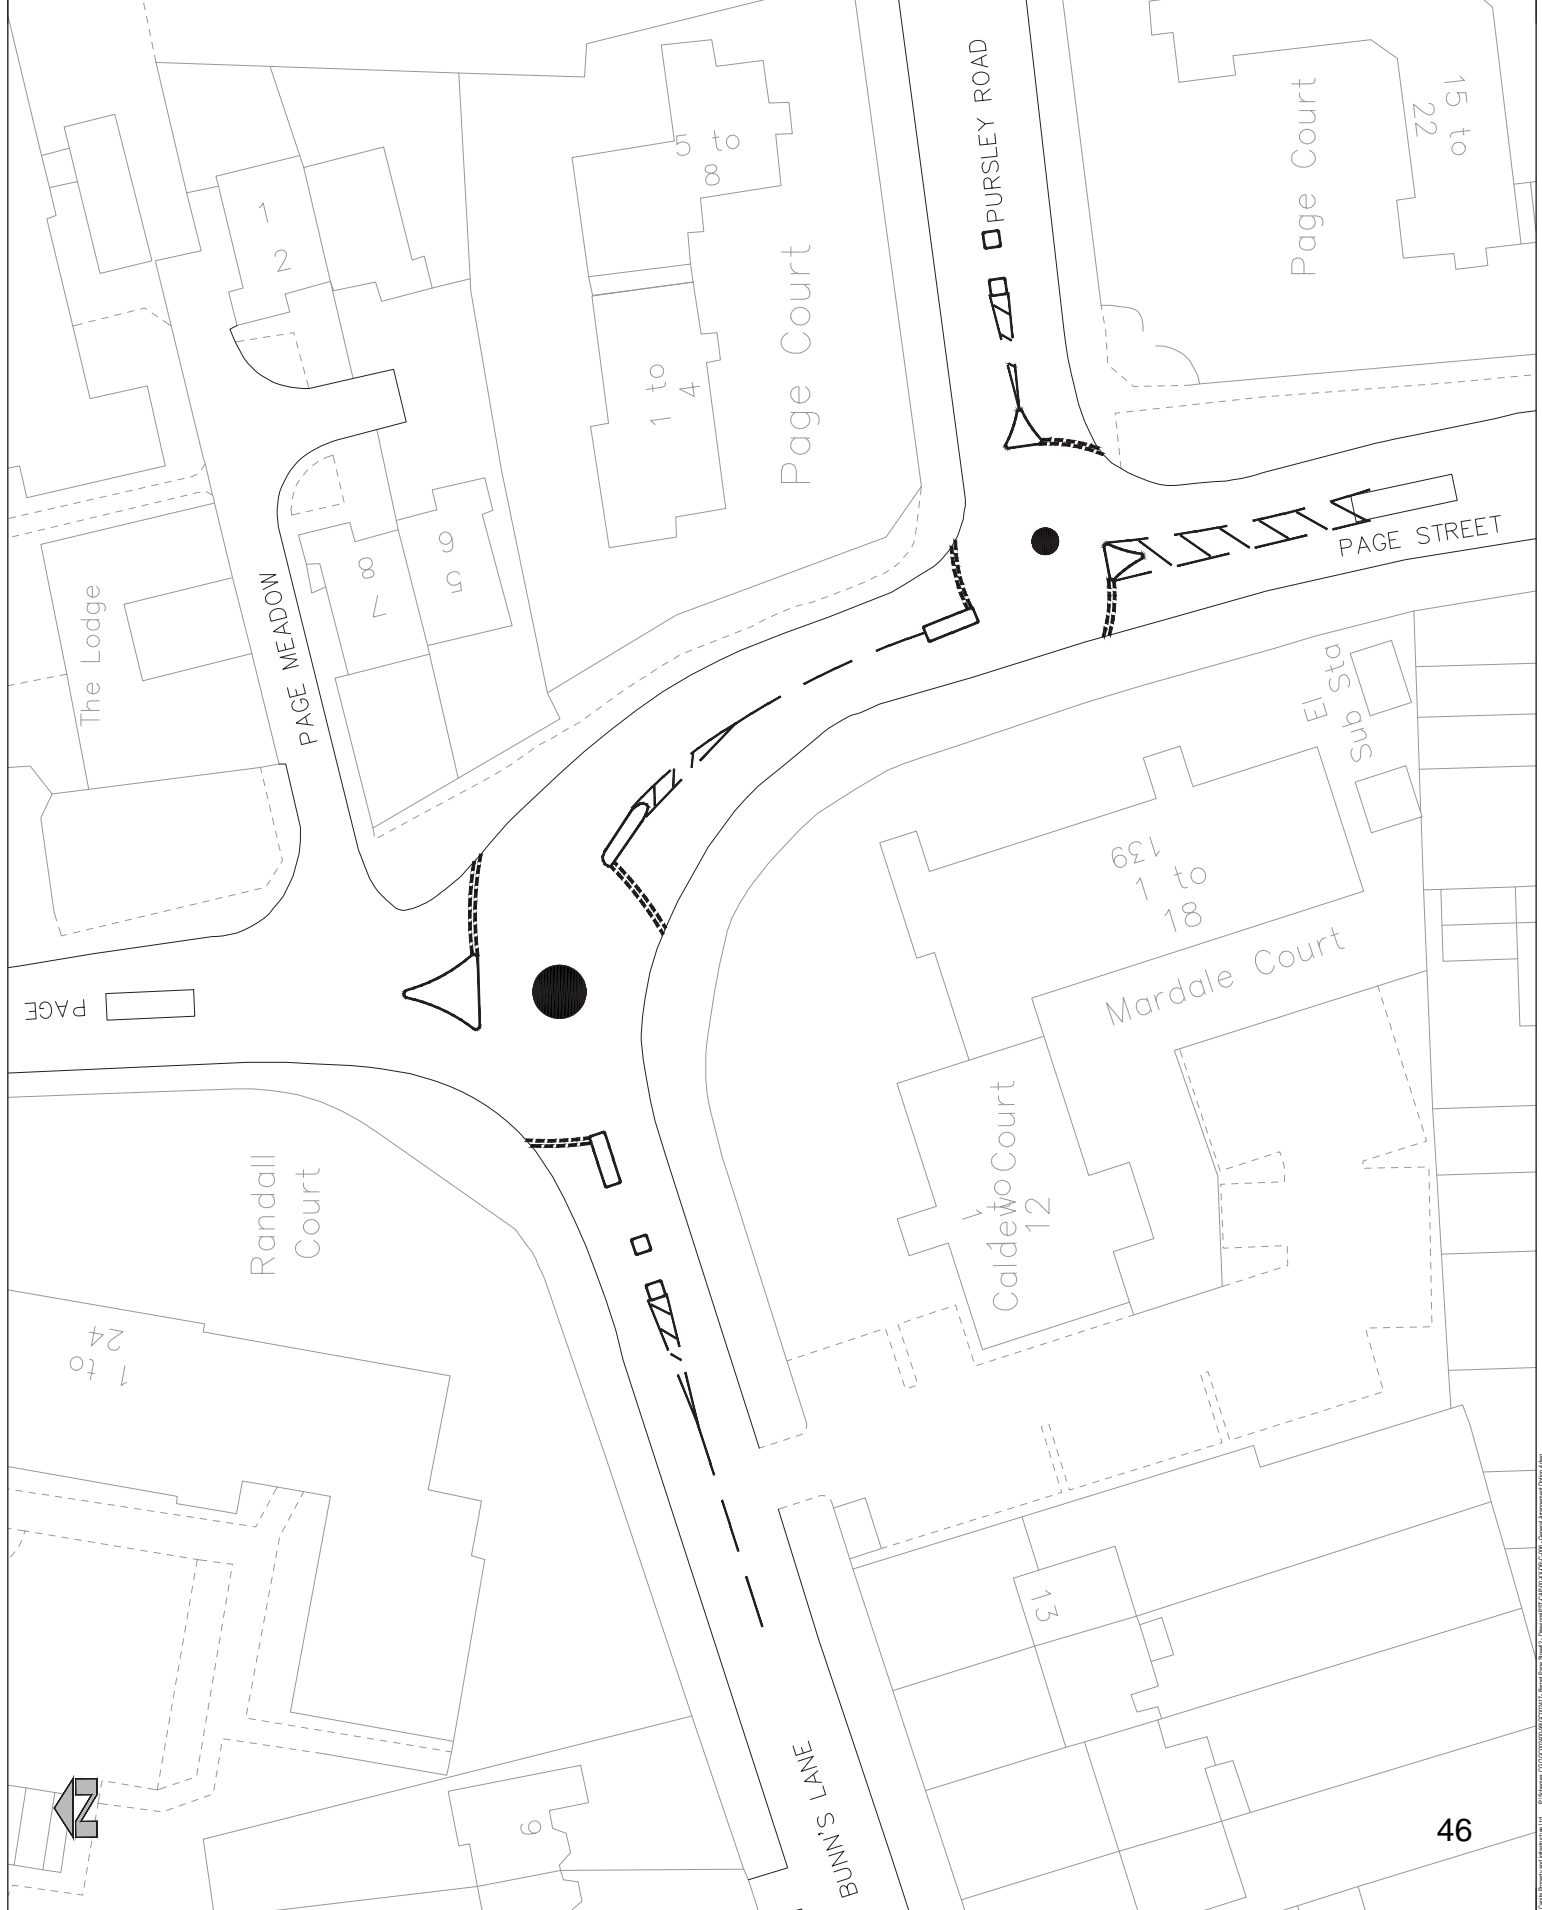 PURSLEY ROAD
15 to
22
Page Court
5 to
8
1
2
Page Court
1 to
4
PAGE STREET
6
5
8
7
The Lodge
PAGE MEADOW
El Sta
Sub Sta
139
1 to
18
Mardale Court
PAGE
Randall
Court
Caldew Court
1 to
12
1 to
24
13
9
BUNN'S LANE
N
46